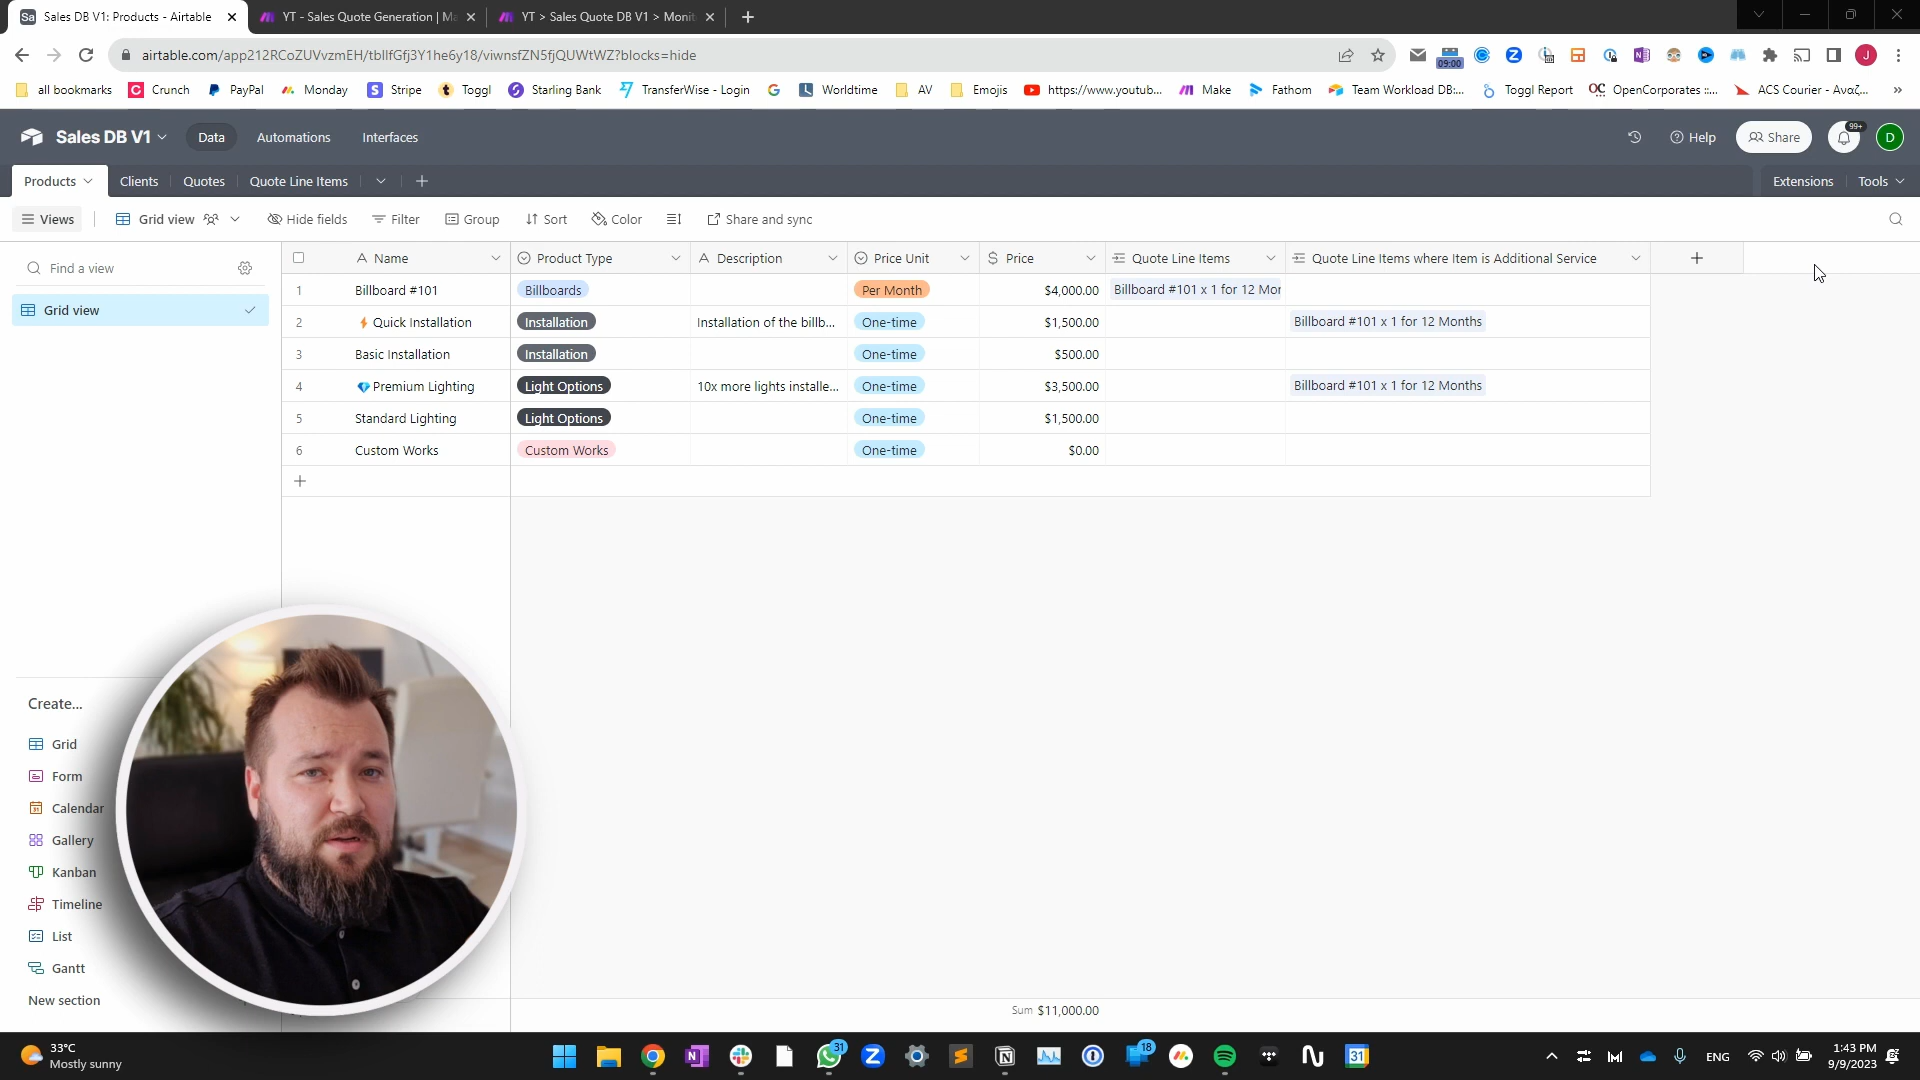 Sa Sales DB V1: Products - Airtable
YT - Sales Quote Generation | Ma
YT > Sales Quote DB V1 > Monit
airtable.com/app212RCoZUVvzmEH/tblIfGfj3Y1he6y18/viwnsfZN5fjQUWtWZ?blocks=hide
09:00
J
all bookmarks
Crunch
PayPal
Monday
Stripe
Toggl
Starling Bank
TransferWise - Login
Worldtime
AV
Emojis
https://www.youtub...
Make
Fathom
Team Workload DB:...
Toggl Report
OpenCorporates ::...
ACS Courier - Αναζ...
Sales DB V1
Data
Automations
Interfaces
Help
Share
99+
D
Products
Clients
Quotes
Quote Line Items
Extensions
Tools
Views
Grid view
Hide fields
Filter
Group
Sort
Color
Share and sync
Find a view
Grid view
Name Product Type Description Price Unit Price Quote Line Items Quote Line Items where Item is Additional Service
1 Billboard #101 Billboards Per Month $4,000.00 Billboard #101 x 1 for 12 Mor
2 ⚡Quick Installation Installation Installation of the billb... One-time $1,500.00 Billboard #101 x 1 for 12 Months
3 Basic Installation Installation One-time $500.00
4 💎Premium Lighting Light Options 10x more lights installe... One-time $3,500.00 Billboard #101 x 1 for 12 Months
5 Standard Lighting Light Options One-time $1,500.00
6 Custom Works Custom Works One-time $0.00
Create...
Grid
Form
Calendar
Gallery
Kanban
Timeline
List
Gantt
New section
Sum $11,000.00
33°C
Mostly sunny
31
18
31
ENG
1:43 PM
9/9/2023